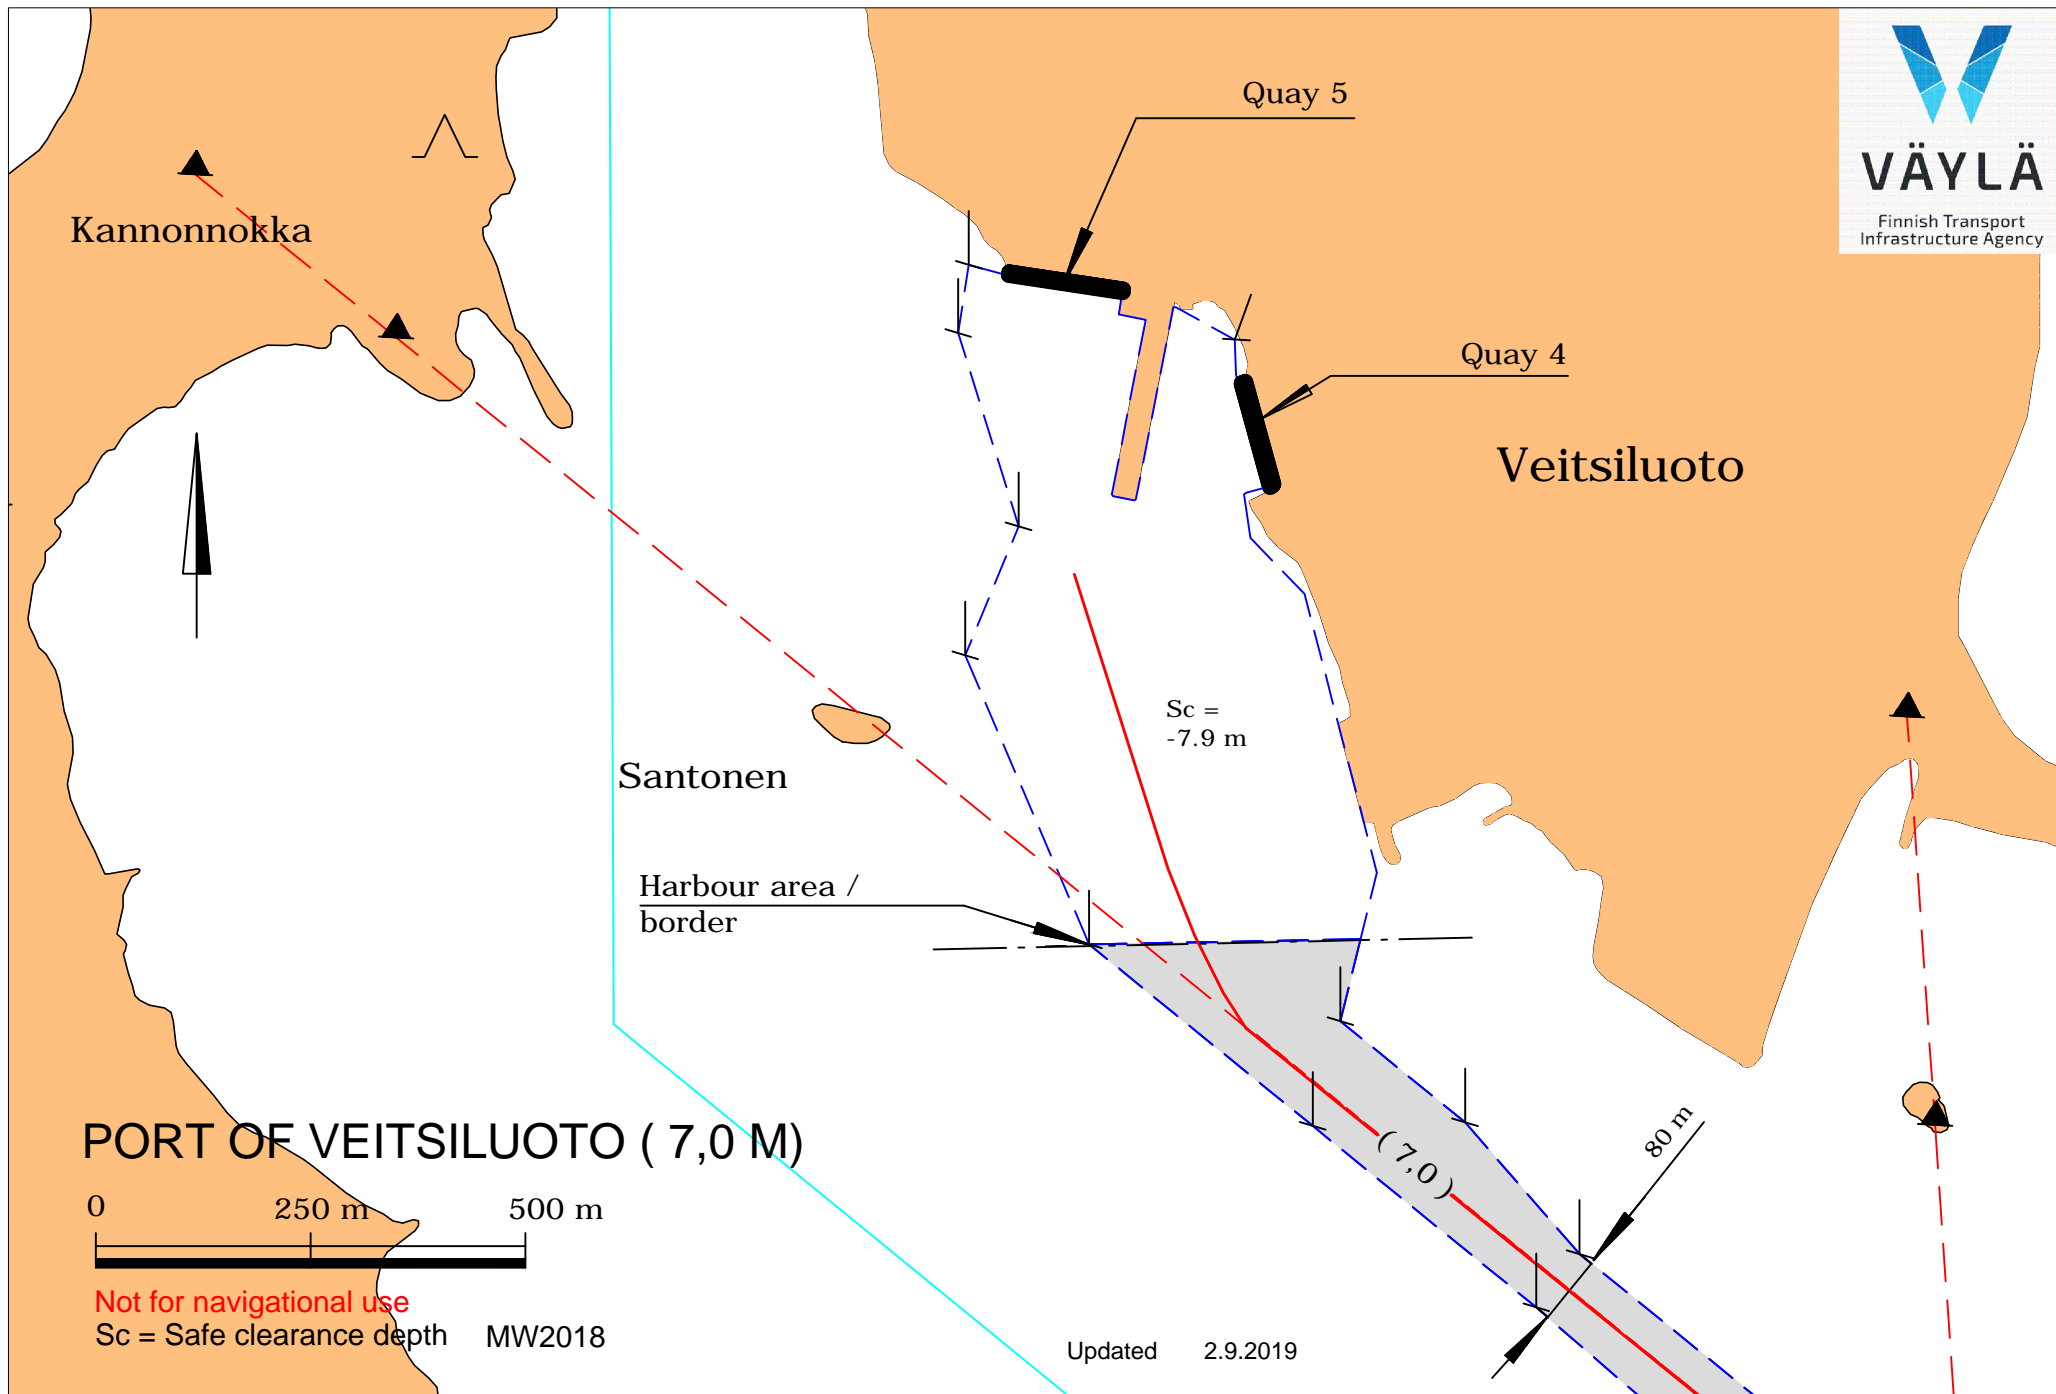 Quay 5
VÄYLÄ
Finnish Transport
Infrastructure Agency
Kannonnokka
Quay 4
Veitsiluoto
Sc =
-7.9 m
Santonen
Harbour area /
border
80 m
(7,0)
PORT OF VEITSILUOTO ( 7,0 M)
0 250 m 500 m
Not for navigational use
Sc = Safe clearance depth MW2018
Updated 2.9.2019